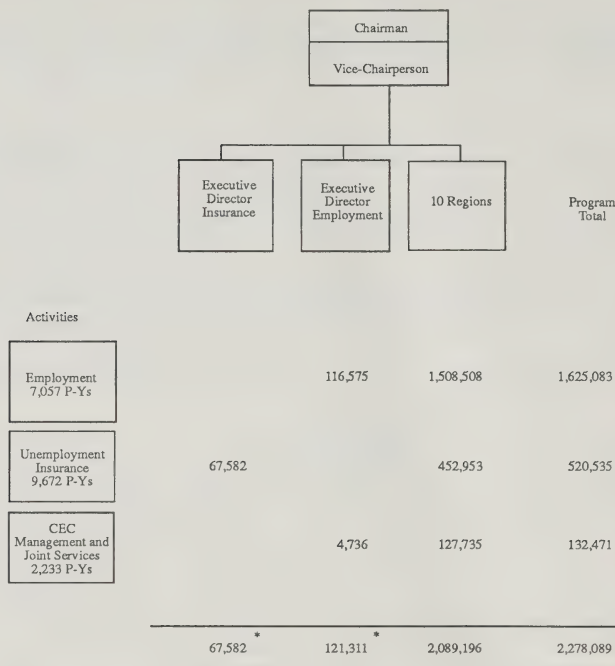 Chairman
Vice-Chairperson
Executive
Director
Insurance
Executive
Director
Employment
10 Regions
Program
Total
Activities
Employment
7,057 P-Ys
116,575 1,508,508 1,625,083
Unemployment
Insurance
9,672 P-Ys
67,582 452,953 520,535
CEC
Management and
Joint Services
2,233 P-Ys
4,736 127,735 132,471
67,582 * 121,311 * 2,089,196 2,278,089